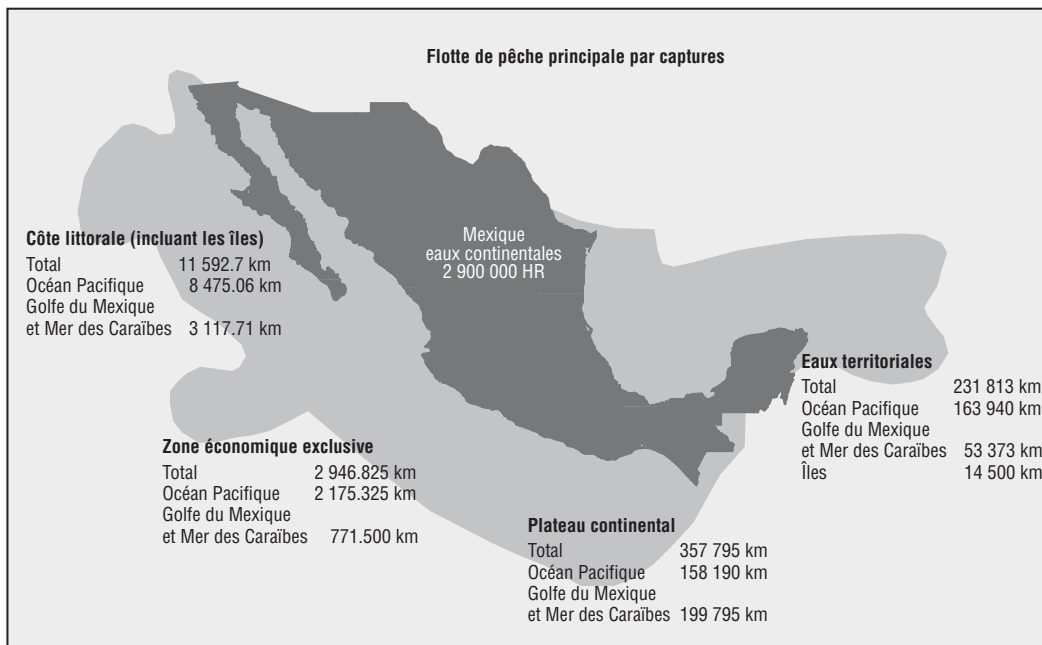 Flotte de pêche principale par captures
Mexique
eaux continentales
2 900 000 HR
Côte littorale (incluant les îles)
Total 11 592.7 km
Océan Pacifique 8 475.06 km
Golfe du Mexique
et Mer des Caraïbes 3 117.71 km
Zone économique exclusive
Total 2 946.825 km
Océan Pacifique 2 175.325 km
Golfe du Mexique
et Mer des Caraïbes 771.500 km
Plateau continental
Total 357 795 km
Océan Pacifique 158 190 km
Golfe du Mexique
et Mer des Caraïbes 199 795 km
Eaux territoriales
Total 231 813 km
Océan Pacifique 163 940 km
Golfe du Mexique
et Mer des Caraïbes 53 373 km
Îles 14 500 km